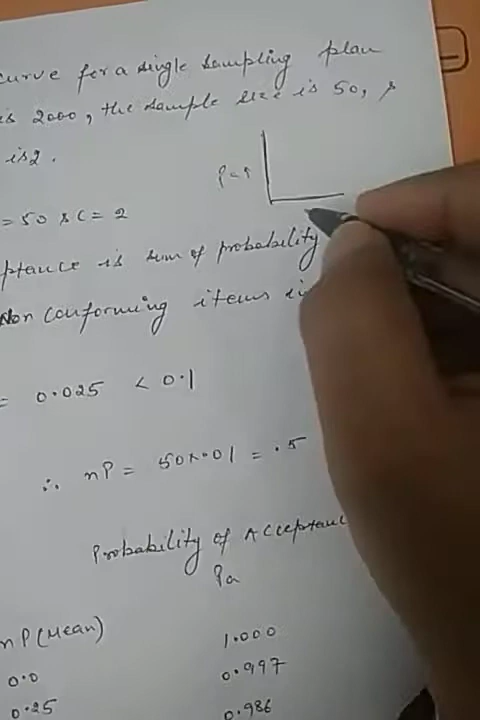 curve for a single sampling plan
is 2000, the sample size is 50, &
is 2.
= 50 & C = 2
ptance is sum of probability
Non conforming items in
= 0.025 < 0.1
∴ nP = 50×.01 = .5
Probability of Acceptanc
Pa
nP (Mean)
1.000
0.0
0.997
0.25
0.986